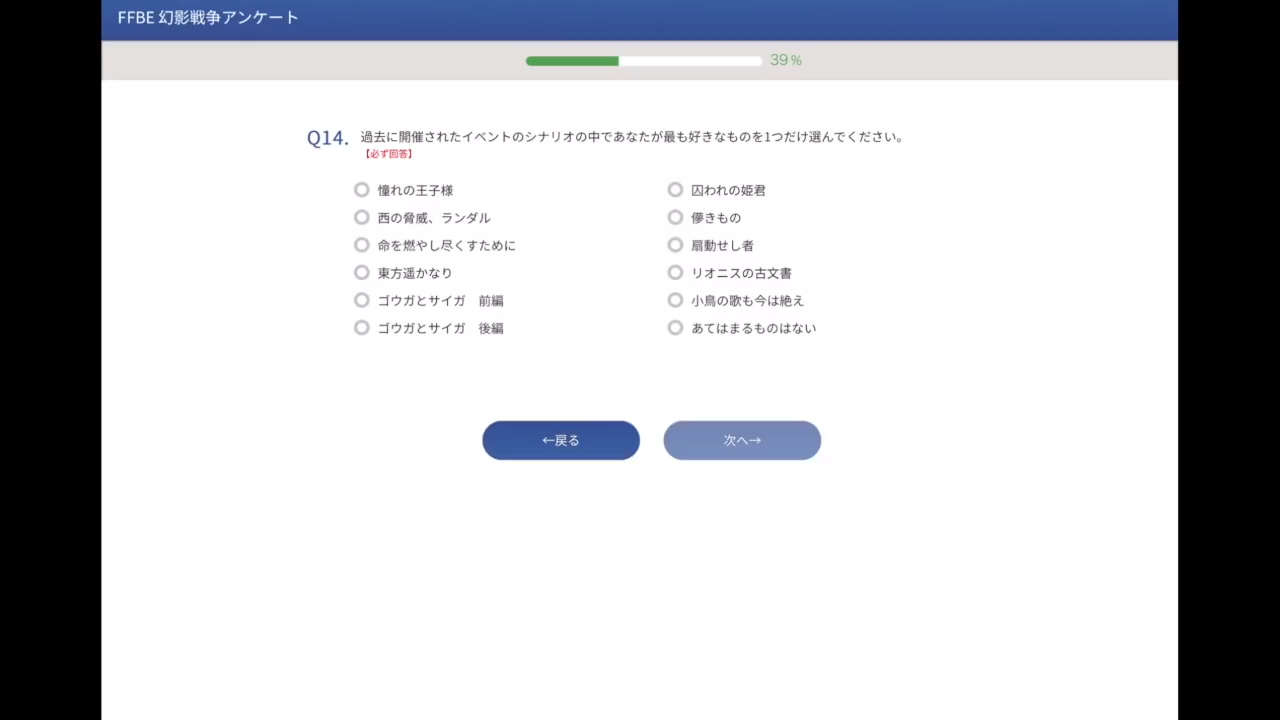 FFBE 幻影戦争アンケート
39%
Q14. 過去に開催されたイベントのシナリオの中であなたが最も好きなものを1つだけ選んでください。
【必ず回答】
憧れの王子様
西の脅威、ランダル
命を燃やし尽くすために
東方遥かなり
ゴウガとサイガ　前編
ゴウガとサイガ　後編
囚われの姫君
儚きもの
扇動せし者
リオニスの古文書
小鳥の歌も今は絶え
あてはまるものはない
←戻る
次へ→